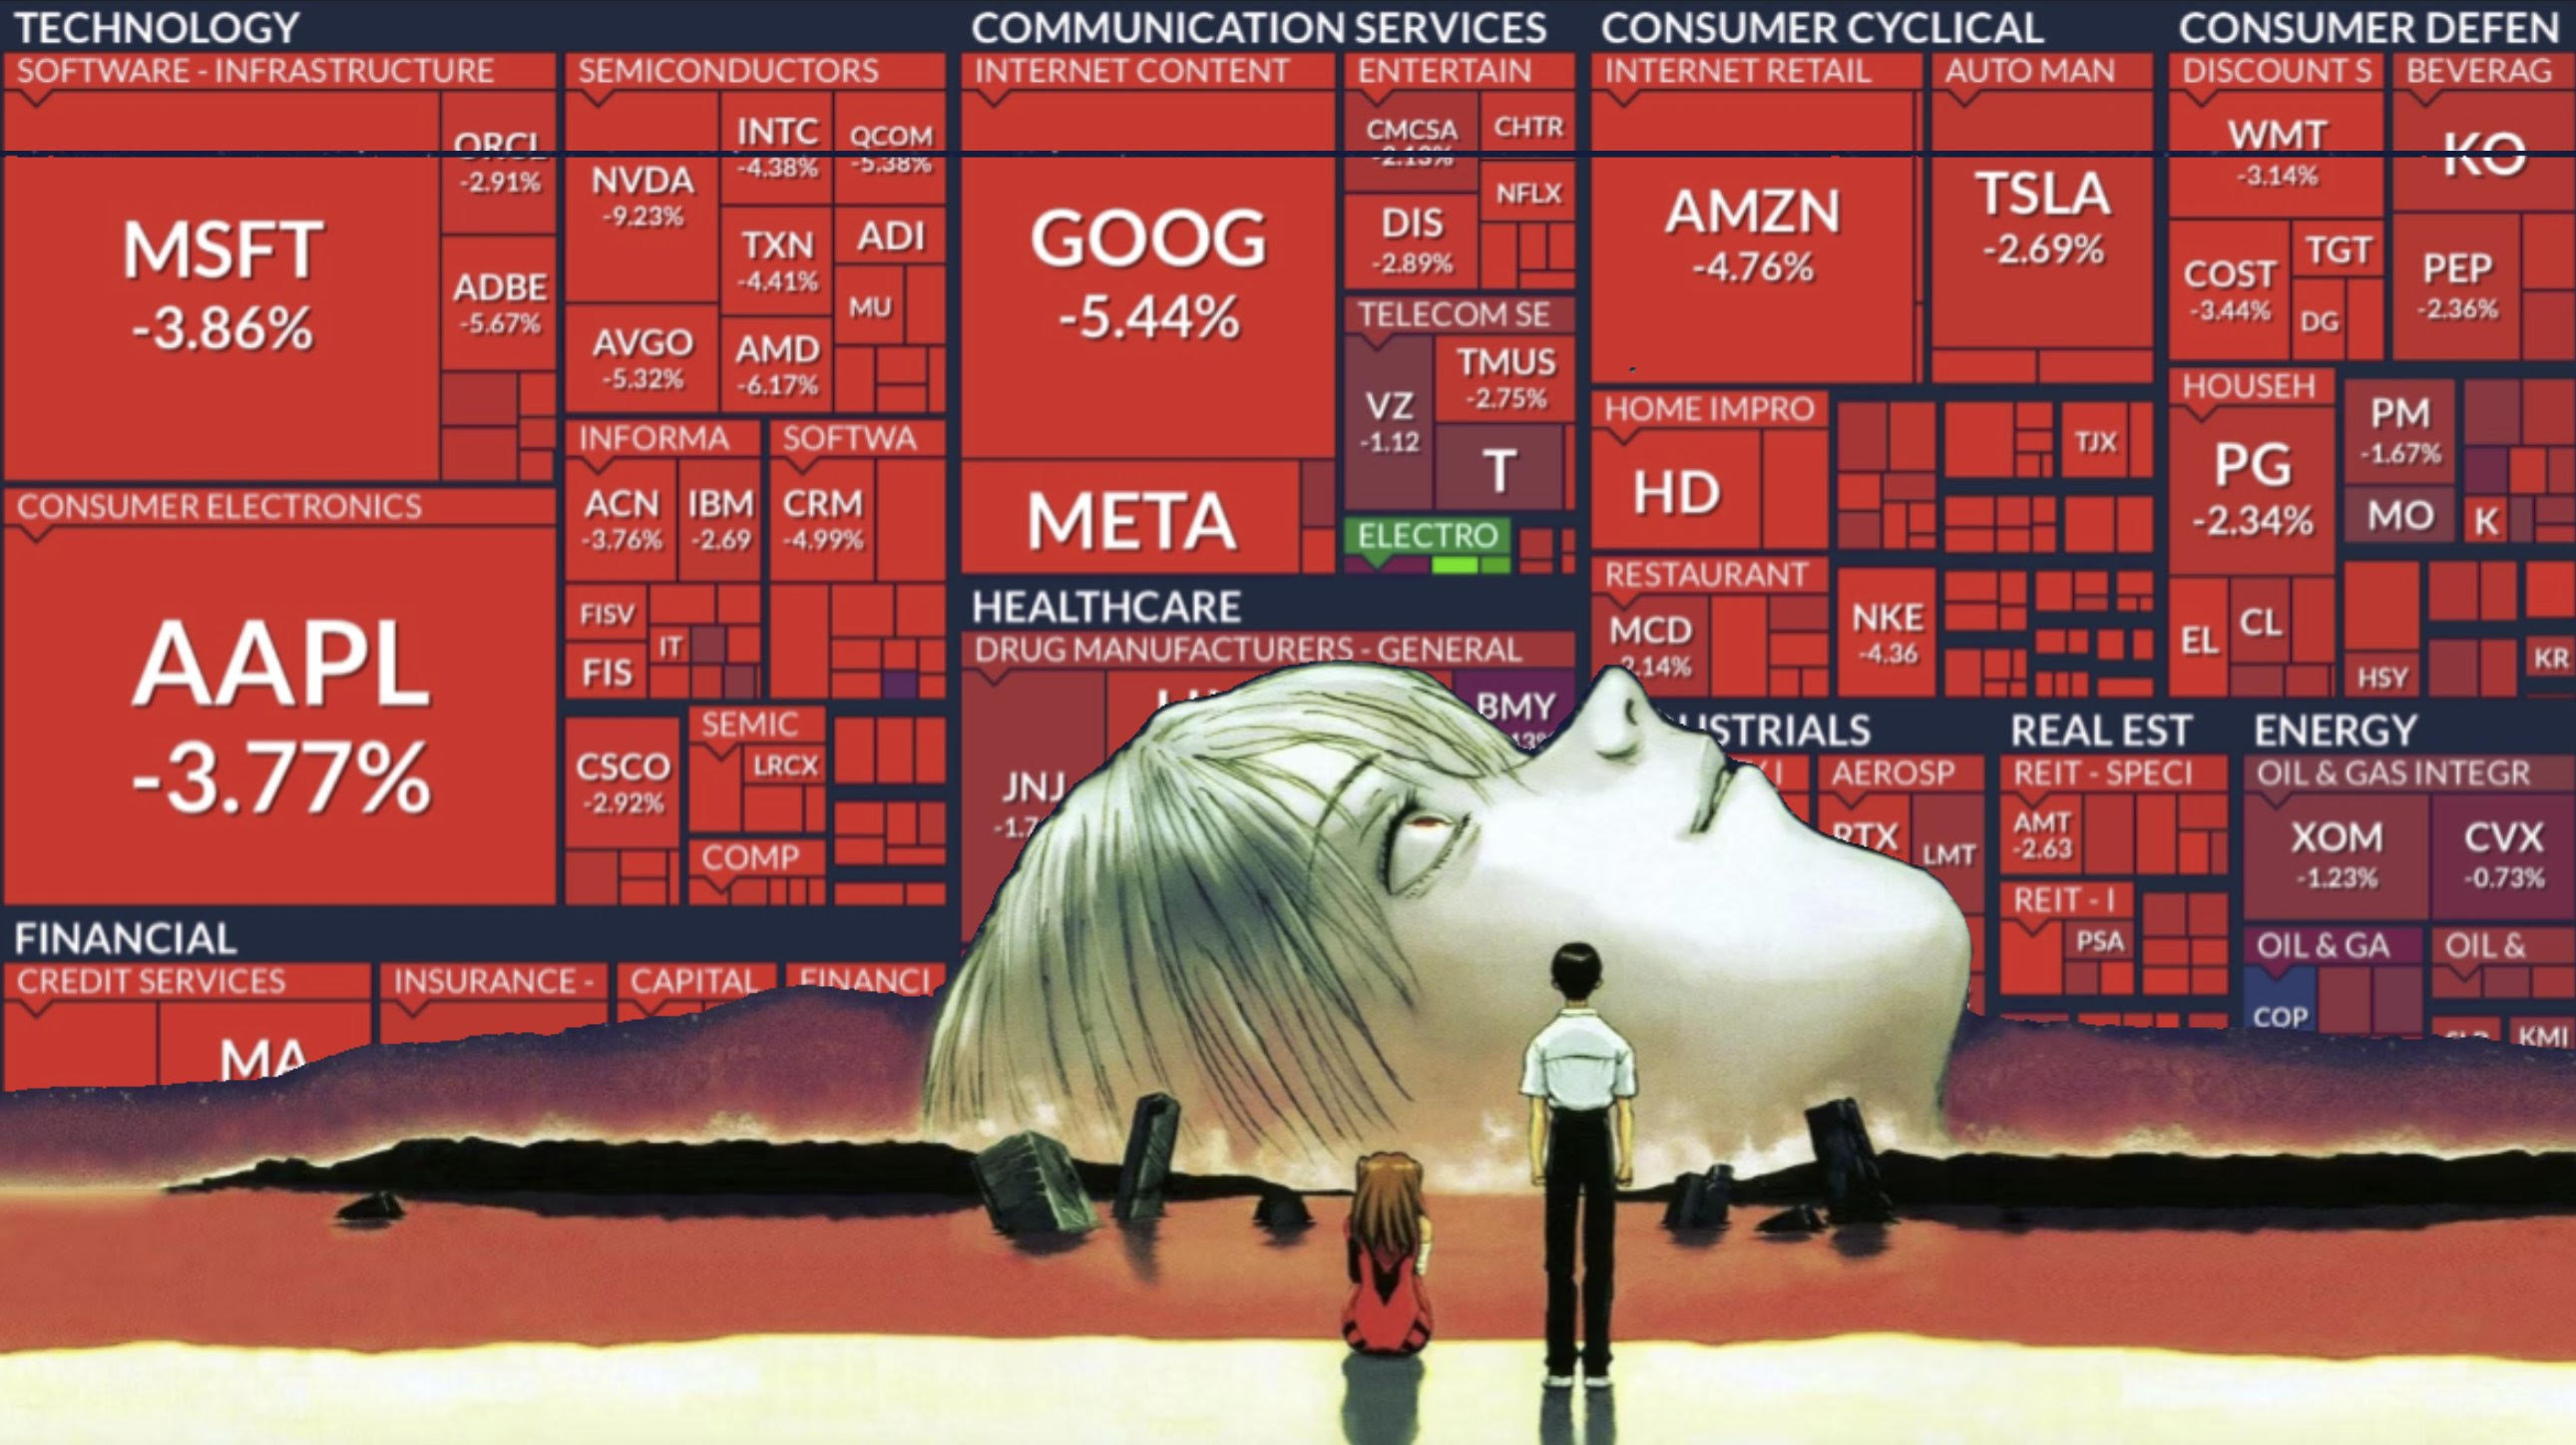 TECHNOLOGY
SOFTWARE - INFRASTRUCTURE
MSFT
-3.86%
ORCL
-2.91%
ADBE
-5.67%
SEMICONDUCTORS
NVDA
-9.23%
AVGO
-5.32%
INTC
-4.38%
QCOM
-5.38%
TXN
-4.41%
ADI
AMD
-6.17%
MU
CONSUMER ELECTRONICS
AAPL
-3.77%
INFORMA
ACN
-3.76%
IBM
-2.69
FISV
IT
FIS
SOFTWA
CRM
-4.99%
CSCO
-2.92%
SEMIC
LRCX
COMP
FINANCIAL
CREDIT SERVICES
MA
INSURANCE -
CAPITAL
FINANCI
COMMUNICATION SERVICES
INTERNET CONTENT
GOOG
-5.44%
META
ENTERTAIN
CMCSA
-2.13%
CHTR
NFLX
DIS
-2.89%
TELECOM SE
VZ
-1.12
TMUS
-2.75%
T
ELECTRO
HEALTHCARE
DRUG MANUFACTURERS - GENERAL
JNJ
-1.7
BMY
13%
CONSUMER CYCLICAL
INTERNET RETAIL
AMZN
-4.76%
AUTO MAN
TSLA
-2.69%
HOME IMPRO
HD
TJX
RESTAURANT
MCD
-2.14%
NKE
-4.36
CONSUMER DEFEN
DISCOUNT S
WMT
-3.14%
COST
-3.44%
TGT
DG
BEVERAG
KO
PEP
-2.36%
HOUSEH
PG
-2.34%
EL
CL
PM
-1.67%
MO
K
HSY
KR
USTRIALS
AEROSP
RTX
LMT
REAL EST
REIT - SPECI
AMT
-2.63
REIT - I
PSA
ENERGY
OIL & GAS INTEGR
XOM
-1.23%
CVX
-0.73%
OIL & GA
COP
OIL &
KMI